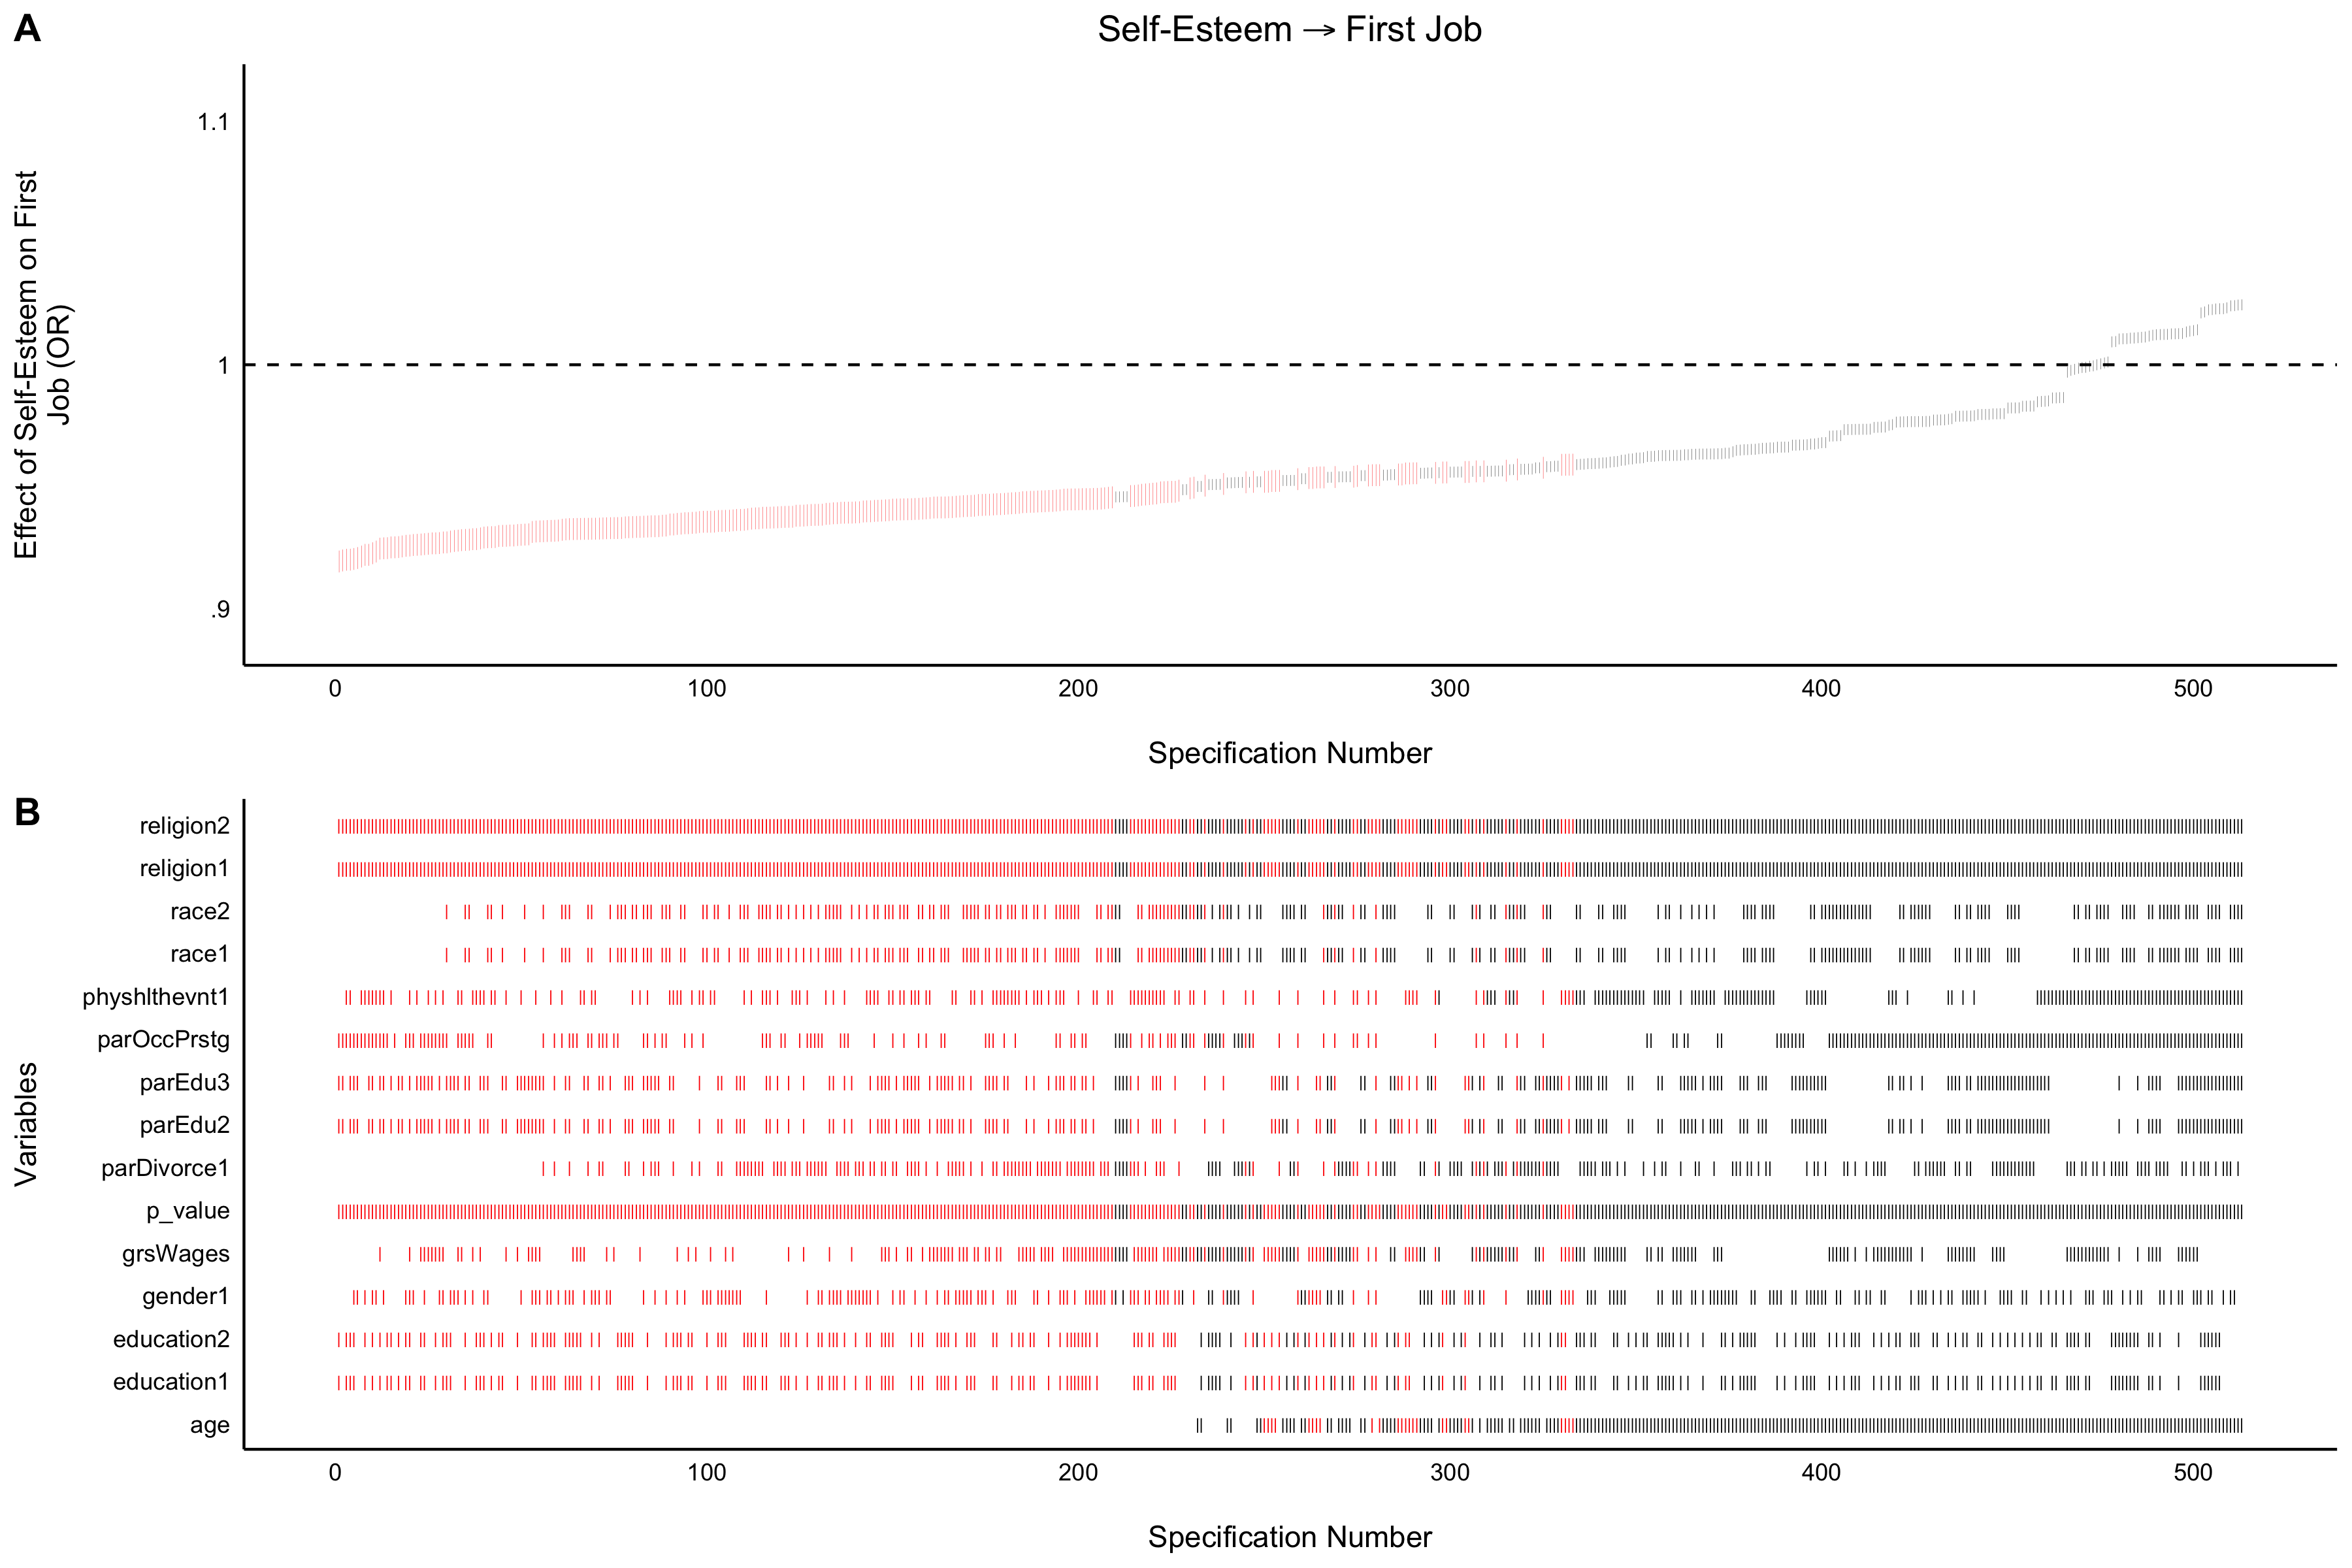 A
Self-Esteem → First Job
Effect of Self-Esteem on First
Job (OR)
1.1
1
.9
0 100 200 300 400 500
Specification Number
B
Variables
religion2
religion1
race2
race1
physhlthevnt1
parOccPrstg
parEdu3
parEdu2
parDivorce1
p_value
grsWages
gender1
education2
education1
age
0 100 200 300 400 500
Specification Number